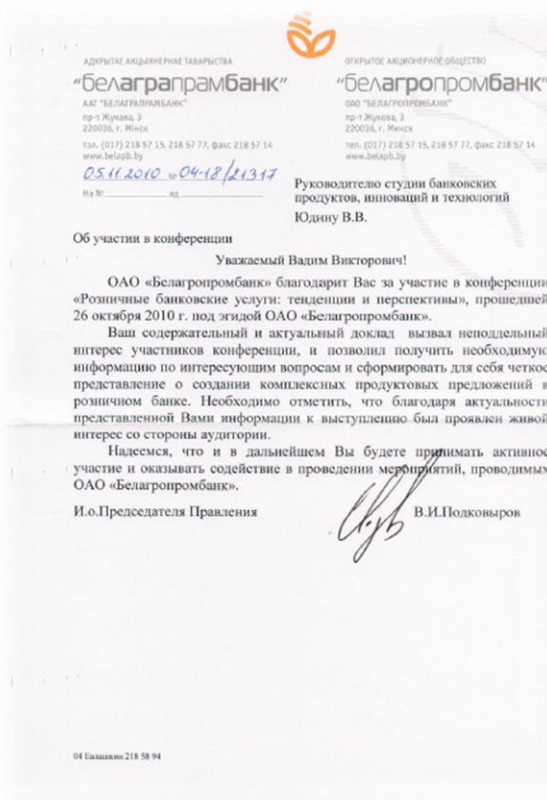 АДКРЫТАЕ АКЦЫЯНЕРНАЕ ТАВАРЫСТВА
"белаграпрамбанк"
ААТ "БЕЛАГРАПРАМБАНК"
пр-т Жукава, 3
220036, г. Мінск
тэл. (017) 218 57 15, 218 57 77, факс 218 57 14
www.belapb.by
05.11.2010 № 04-18/21317
На № ад
ОТКРЫТОЕ АКЦИОНЕРНОЕ ОБЩЕСТВО
"белагропромбанк"
ОАО "БЕЛАГРОПРОМБАНК"
пр-т Жукова, 3
220036, г. Минск
тел. (017) 218 57 15, 218 57 77, факс 218 57 14
www.belapb.by
Руководителю студии банковских
продуктов, инноваций и технологий
Юдину В.В.
Об участии в конференции
Уважаемый Вадим Викторович!
ОАО «Белагропромбанк» благодарит Вас за участие в конференции
«Розничные банковские услуги: тенденции и перспективы», прошедшей
26 октября 2010 г. под эгидой ОАО «Белагропромбанк».
Ваш содержательный и актуальный доклад вызвал неподдельный
интерес участников конференции, и позволил получить необходимую
информацию по интересующим вопросам и сформировать для себя четкое
представление о создании комплексных продуктовых предложений в
розничном банке. Необходимо отметить, что благодаря актуальности
представленной Вами информации к выступлению был проявлен живой
интерес со стороны аудитории.
Надеемся, что и в дальнейшем Вы будете принимать активное
участие и оказывать содействие в проведении мероприятий, проводимых
ОАО «Белагропромбанк».
И.о.Председателя Правления В.И.Подковыров
04 218 58 94